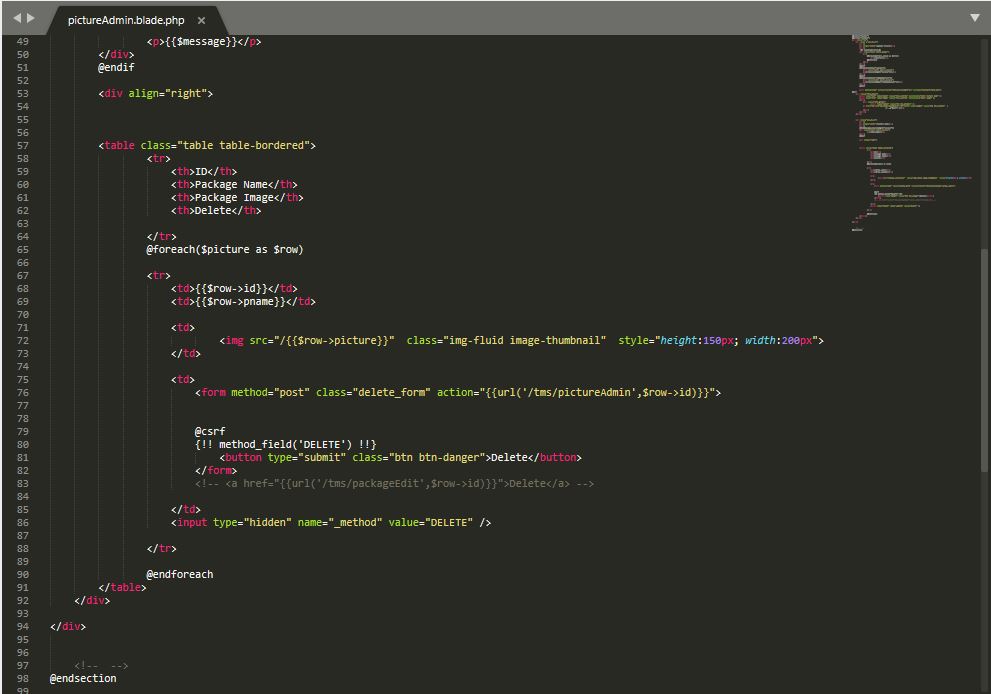 pictureAdmin.blade.php
49 <p>{{$message}}</p>
50 </div>
51 @endif
52
53 <div align="right">
54
55
56
57 <table class="table table-bordered">
58 <tr>
59 <th>ID</th>
60 <th>Package Name</th>
61 <th>Package Image</th>
62 <th>Delete</th>
63
64 </tr>
65 @foreach($picture as $row)
66
67 <tr>
68 <td>{{$row->id}}</td>
69 <td>{{$row->pname}}</td>
70
71 <td>
72 <img src="/{{$row->picture}}"  class="img-fluid image-thumbnail"  style="height:150px; width:200px">
73 </td>
74
75 <td>
76 <form method="post" class="delete_form" action="{{url('/tms/pictureAdmin',$row->id)}}">
77
78
79 @csrf
80 {!! method_field('DELETE') !!}
81 <button type="submit" class="btn btn-danger">Delete</button>
82 </form>
83 <!-- <a href="{{url('/tms/packageEdit',$row->id)}}">Delete</a> -->
84
85 </td>
86 <input type="hidden" name="_method" value="DELETE" />
87
88 </tr>
89
90 @endforeach
91 </table>
92 </div>
93
94 </div>
95
96
97 <!--  -->
98 @endsection
99